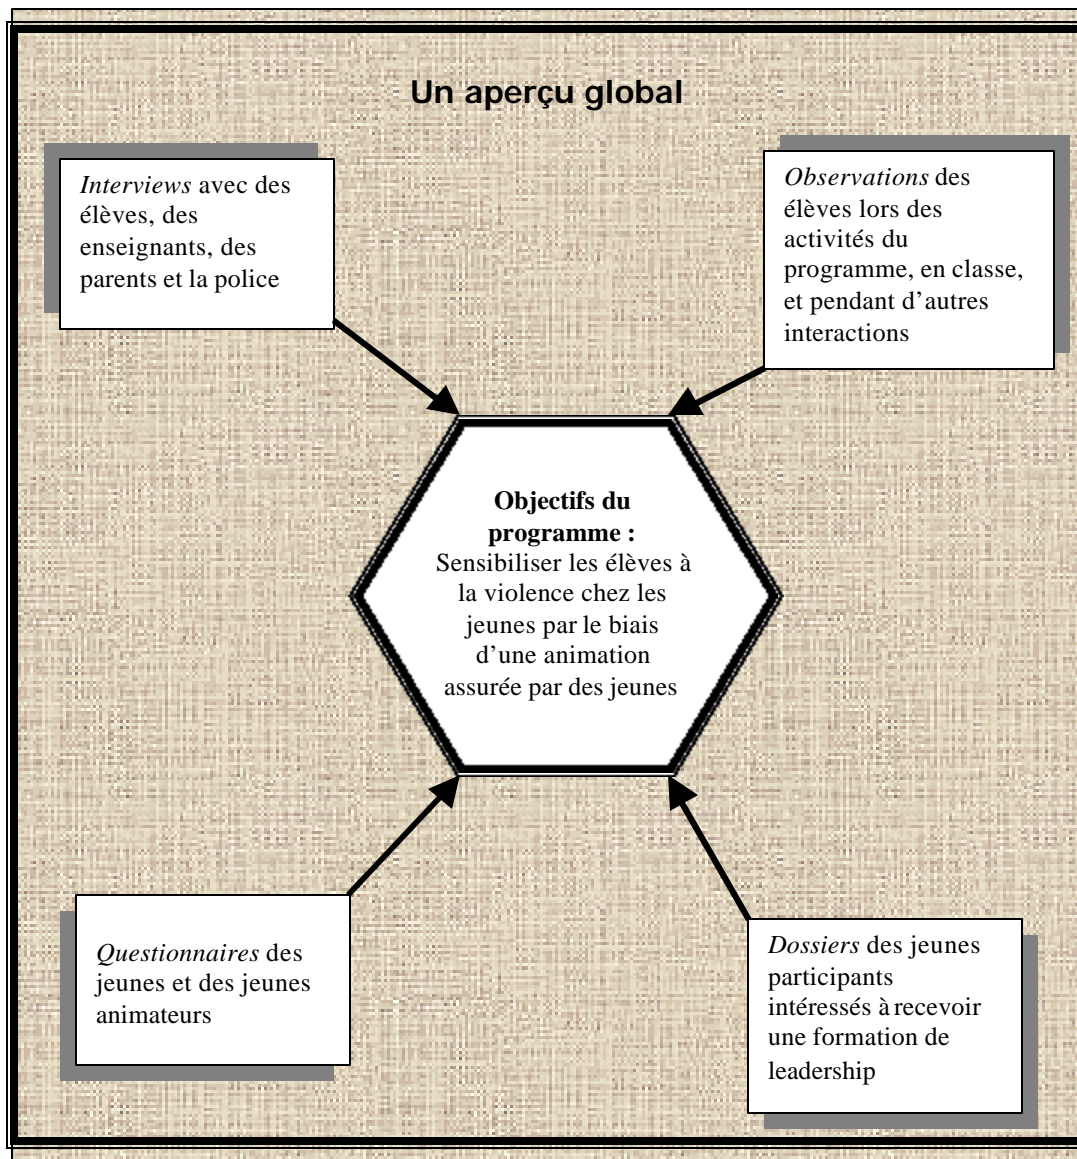 Un aperçu global
Interviews avec des
élèves, des
enseignants, des
parents et la police
Observations des
élèves lors des
activités du
programme, en classe,
et pendant d’autres
interactions
Objectifs du
programme :
Sensibiliser les élèves à
la violence chez les
jeunes par le biais
d’une animation
assurée par des jeunes
Questionnaires des
jeunes et des jeunes
animateurs
Dossiers des jeunes
participants
intéressés à recevoir
une formation de
leadership